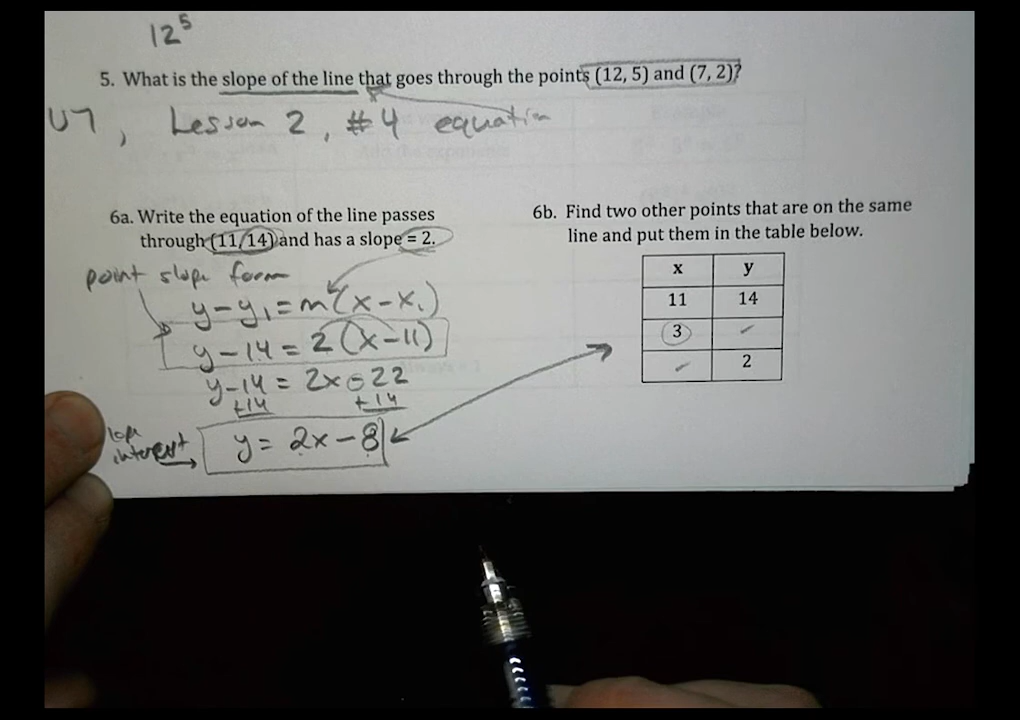 12⁵
5. What is the slope of the line that goes through the points (12, 5) and (7, 2)?
U7, Lesson 2, #4 equation
6a. Write the equation of the line passes
through (11,14) and has a slope = 2.
point slope form
y-y₁=m(x-x₁)
y-14=2(x-11)
y-14=2x-22
+14 +14
slope
intercept
y=2x-8
6b. Find two other points that are on the same
line and put them in the table below.
x y
11 14
3
2